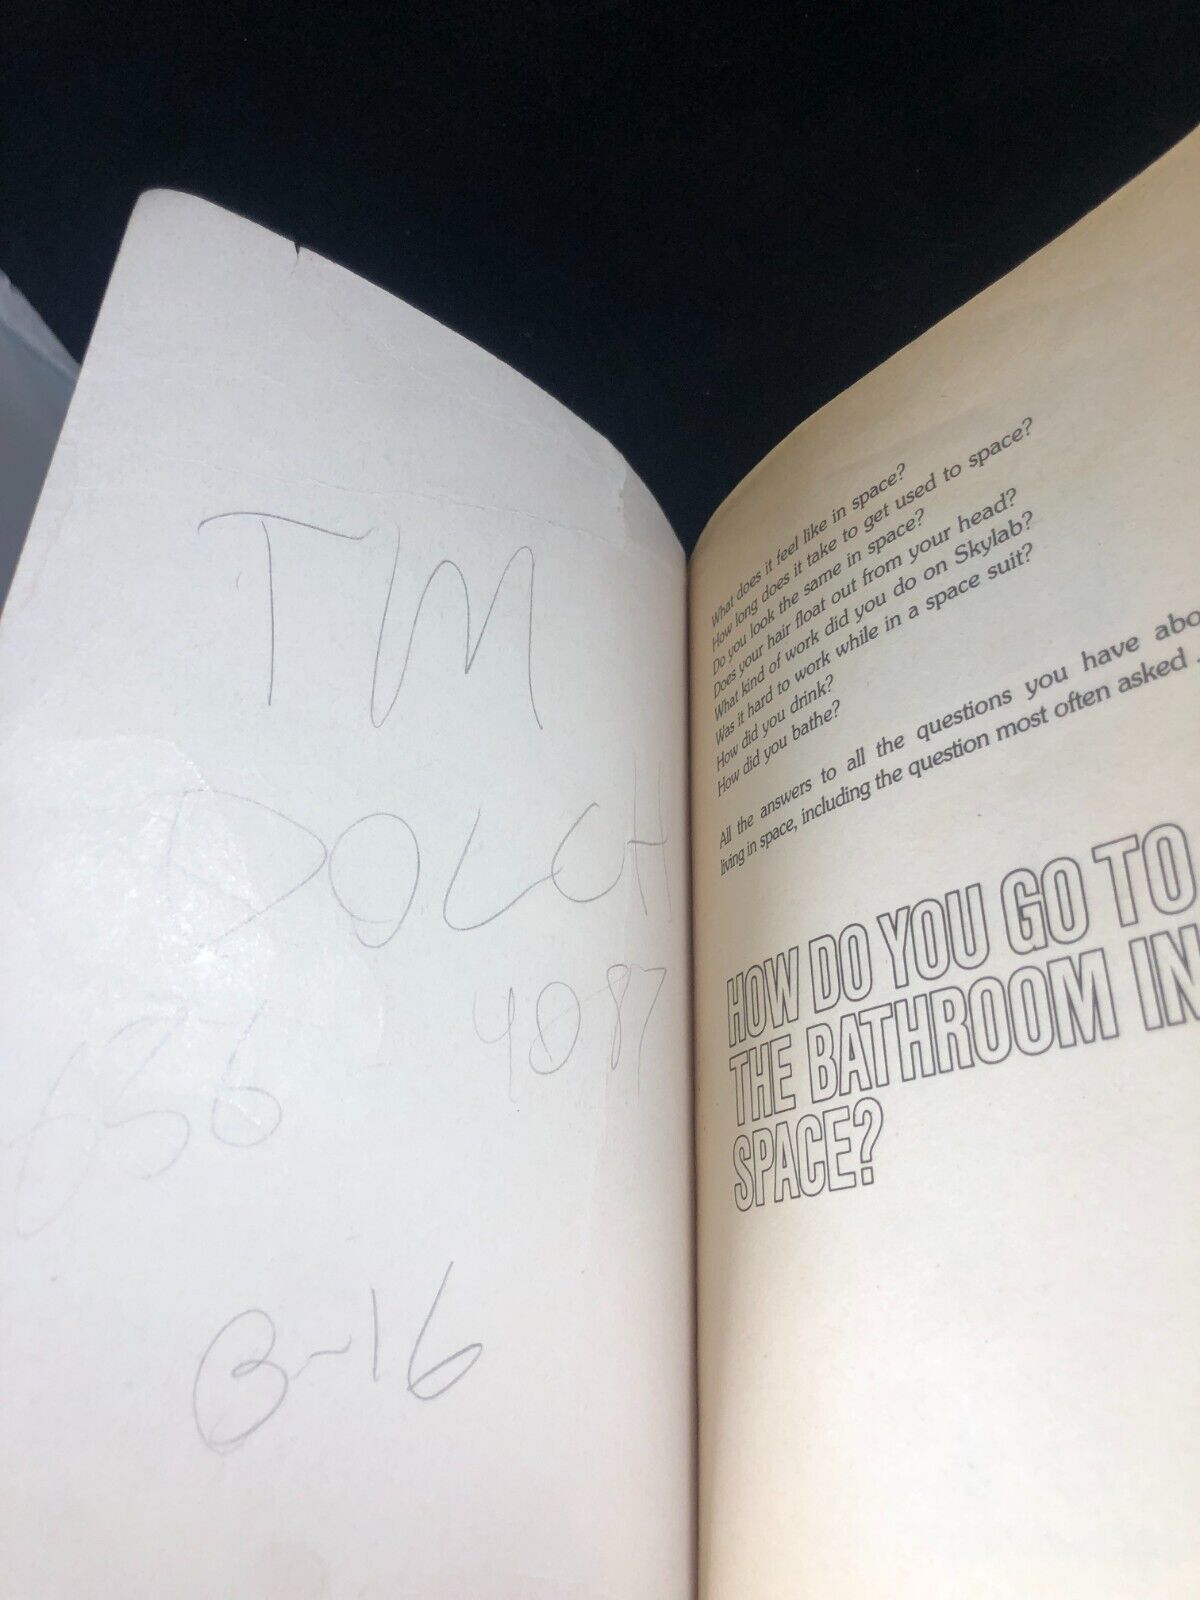 TIM
DOLCH
636-4087
B-16
What does it feel like in space?
How long does it take to get used to space?
Do you look the same in space?
Does your hair float out from your head?
What kind of work did you do on Skylab?
Was it hard to work while in a space suit?
How did you drink?
How did you bathe?
All the answers to all the questions you have abo
living in space, including the question most often asked .
HOW DO YOU GO TO
THE BATHROOM IN
SPACE?